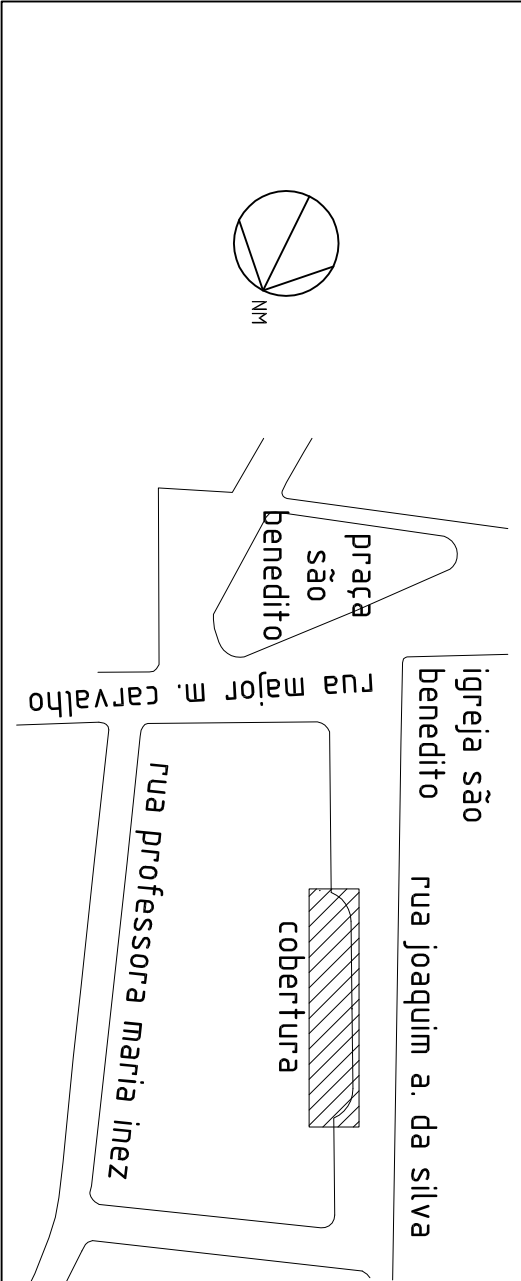 NM
praça
são
benedito
rua major m. carvalho
igreja são
benedito
rua professora maria inez
cobertura
rua joaquim a. da silva